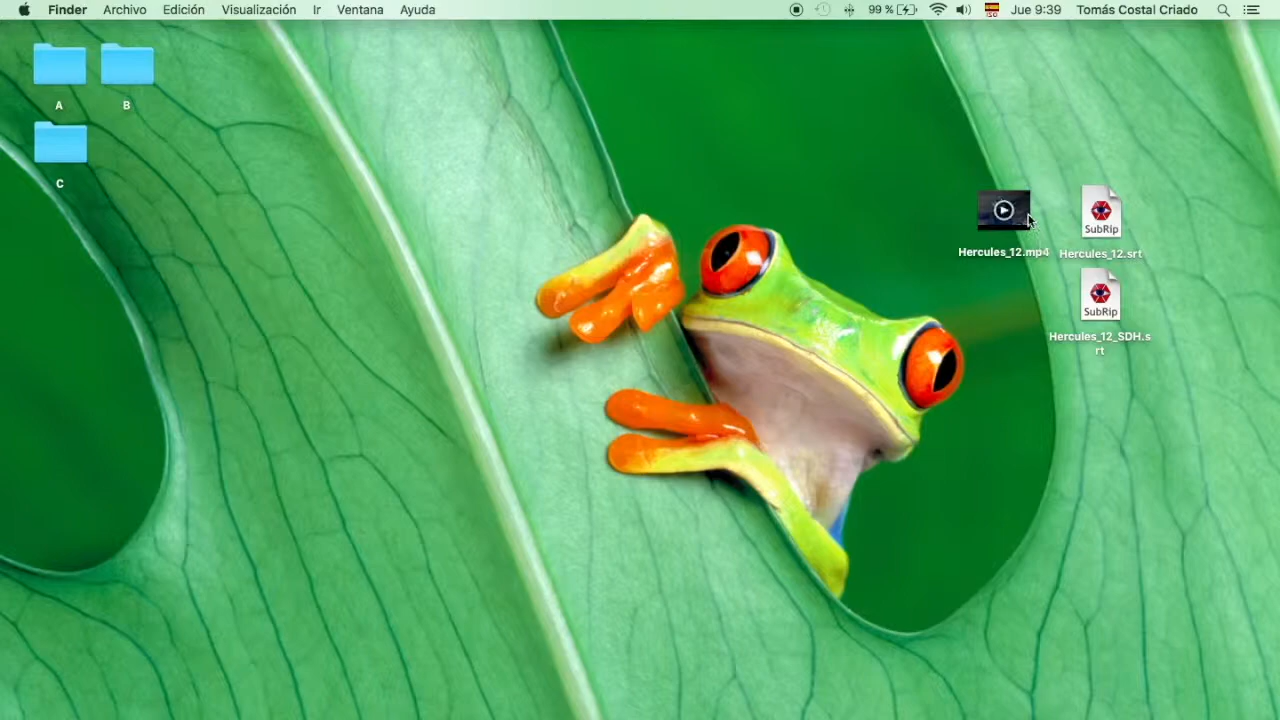 Finder Archivo Edición Visualización Ir Ventana Ayuda 99 % ISO Jue 9:39 Tomás Costal Criado
A B
C
SubRip
Hercules_12.mp4 Hercules_12.srt
SubRip
Hercules_12_SDH.s
rt